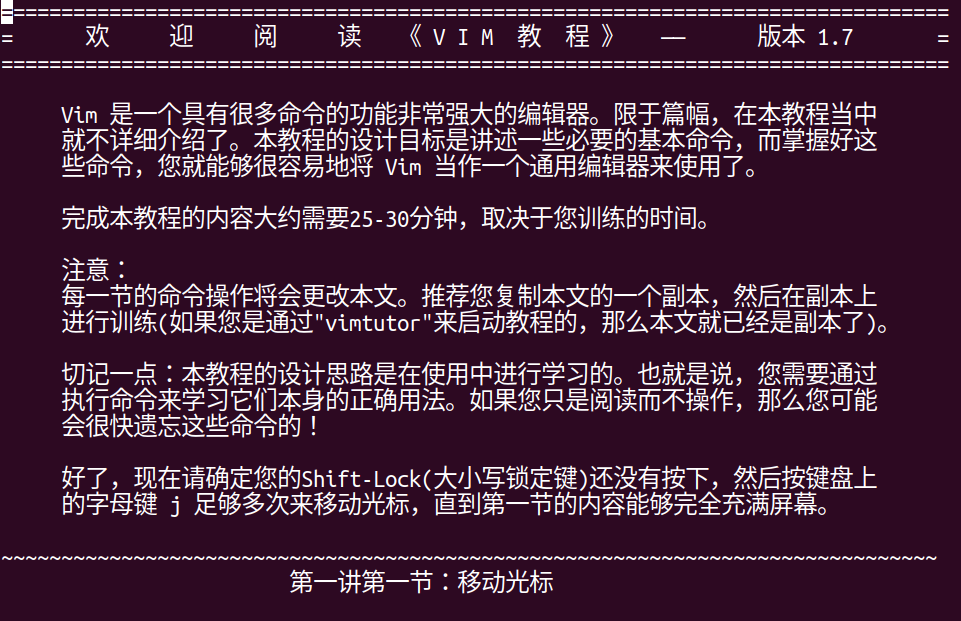 ===============================================================================
=      欢     迎     阅     读   《 V I M  教  程 》   ——      版本 1.7       =
===============================================================================
Vim 是一个具有很多命令的功能非常强大的编辑器。限于篇幅，在本教程当中
就不详细介绍了。本教程的设计目标是讲述一些必要的基本命令，而掌握好这
些命令，您就能够很容易地将 Vim 当作一个通用编辑器来使用了。
完成本教程的内容大约需要25-30分钟，取决于您训练的时间。
注意：
每一节的命令操作将会更改本文。推荐您复制本文的一个副本，然后在副本上
进行训练(如果您是通过"vimtutor"来启动教程的，那么本文就已经是副本了)。
切记一点：本教程的设计思路是在使用中进行学习的。也就是说，您需要通过
执行命令来学习它们本身的正确用法。如果您只是阅读而不操作，那么您可能
会很快遗忘这些命令的！
好了，现在请确定您的Shift-Lock(大小写锁定键)还没有按下，然后按键盘上
的字母键 j 足够多次来移动光标，直到第一节的内容能够完全充满屏幕。
~~~~~~~~~~~~~~~~~~~~~~~~~~~~~~~~~~~~~~~~~~~~~~~~~~~~~~~~~~~~~~~~~~~~~~~~~~~~~~
第一讲第一节：移动光标